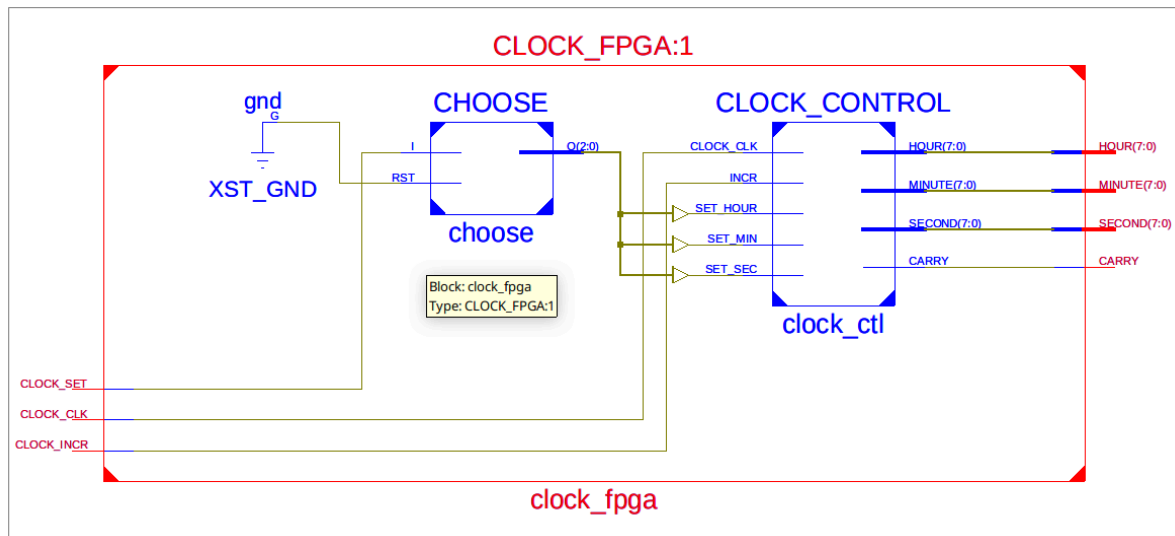 CLOCK_FPGA:1
gnd
G
XST_GND
CHOOSE
I
RST
O(2:0)
choose
CLOCK_CONTROL
CLOCK_CLK
INCR
SET_HOUR
SET_MIN
SET_SEC
HOUR(7:0)
MINUTE(7:0)
SECOND(7:0)
CARRY
clock_ctl
HOUR(7:0)
MINUTE(7:0)
SECOND(7:0)
CARRY
Block: clock_fpga
Type: CLOCK_FPGA:1
CLOCK_SET
CLOCK_CLK
CLOCK_INCR
clock_fpga